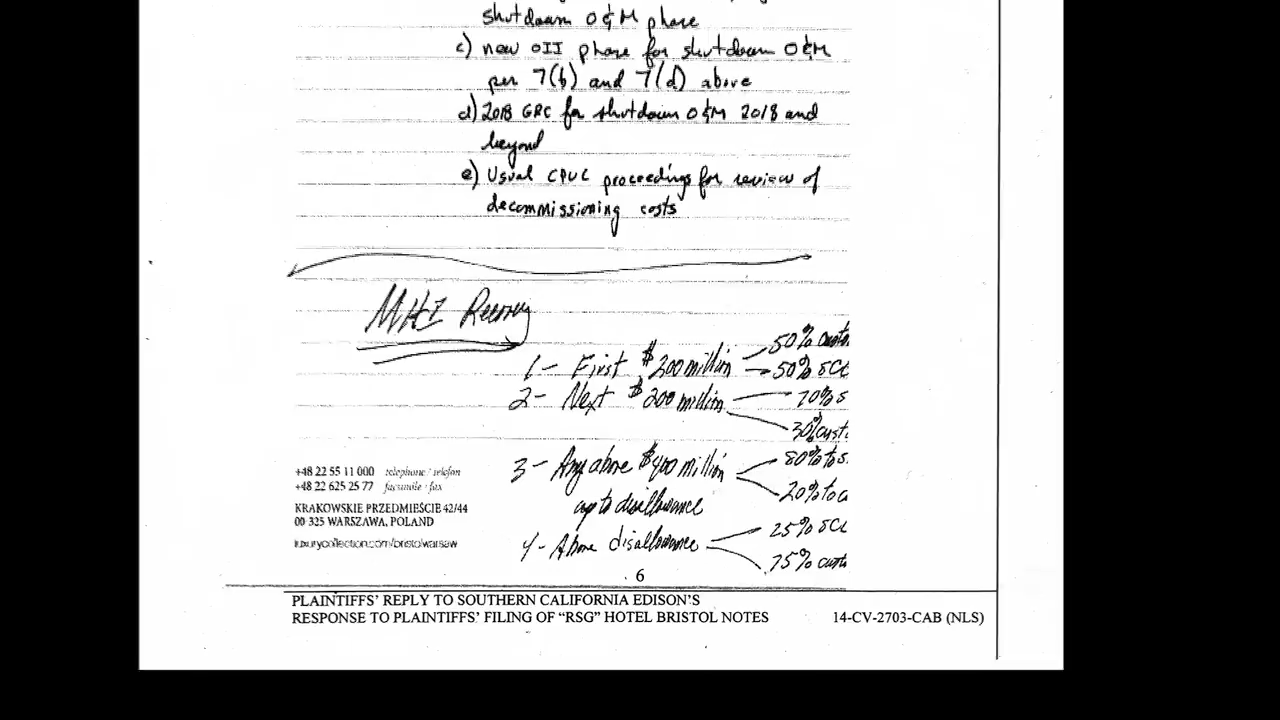 shutdown O&M phase
c) new OII phase for shutdown O&M
per 7(b) and 7(d) above
d) 2018 GRC for shutdown O&M 2018 and
beyond
e) Usual CPUC proceedings for review of
decommissioning costs
MHI Recovery
50% custo
1 - First $200 million 50% SCE
2 - Next $200 million 70% s
30% custo
3 - Any above $400 million 80% to s
up to disallowance 20% to c
4 - Above disallowance 25% SCE
75% custo
+48 22 55 11 000 telephone / telefon
+48 22 625 25 77 facsimile / fax
KRAKOWSKIE PRZEDMIEŚCIE 42/44
00 325 WARSZAWA, POLAND
luxurycollection.com/bristolwarsaw
6
PLAINTIFFS' REPLY TO SOUTHERN CALIFORNIA EDISON'S
RESPONSE TO PLAINTIFFS' FILING OF "RSG" HOTEL BRISTOL NOTES 14-CV-2703-CAB (NLS)